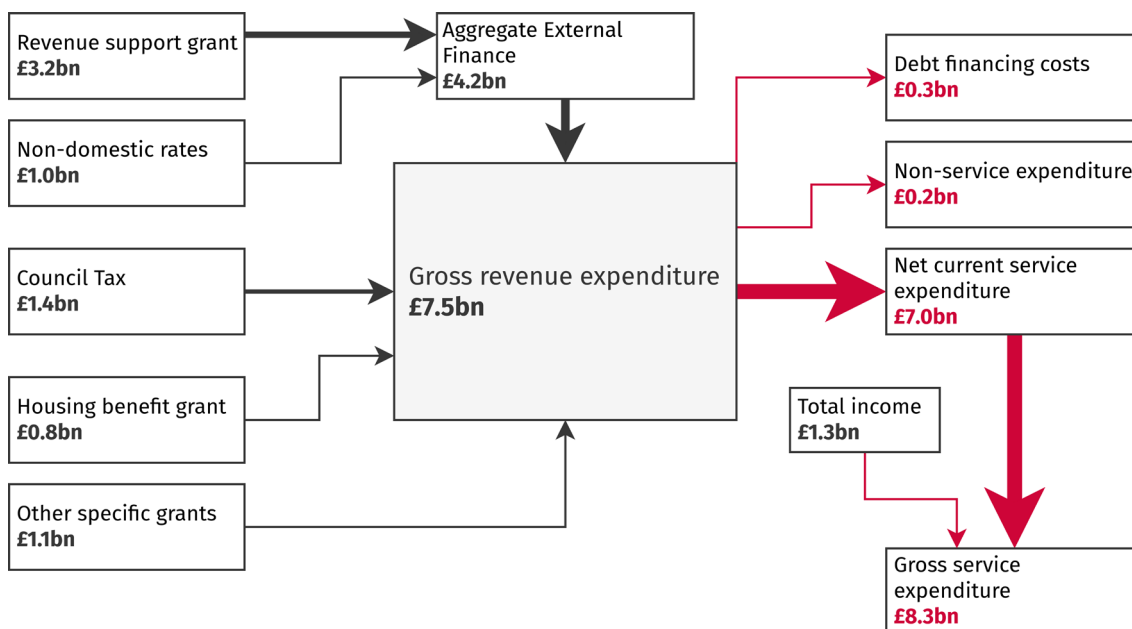 Revenue support grant
£3.2bn
Aggregate External
Finance
£4.2bn
Debt financing costs
£0.3bn
Non-domestic rates
£1.0bn
Non-service expenditure
£0.2bn
Council Tax
£1.4bn
Gross revenue expenditure
£7.5bn
Net current service
expenditure
£7.0bn
Housing benefit grant
£0.8bn
Total income
£1.3bn
Other specific grants
£1.1bn
Gross service
expenditure
£8.3bn